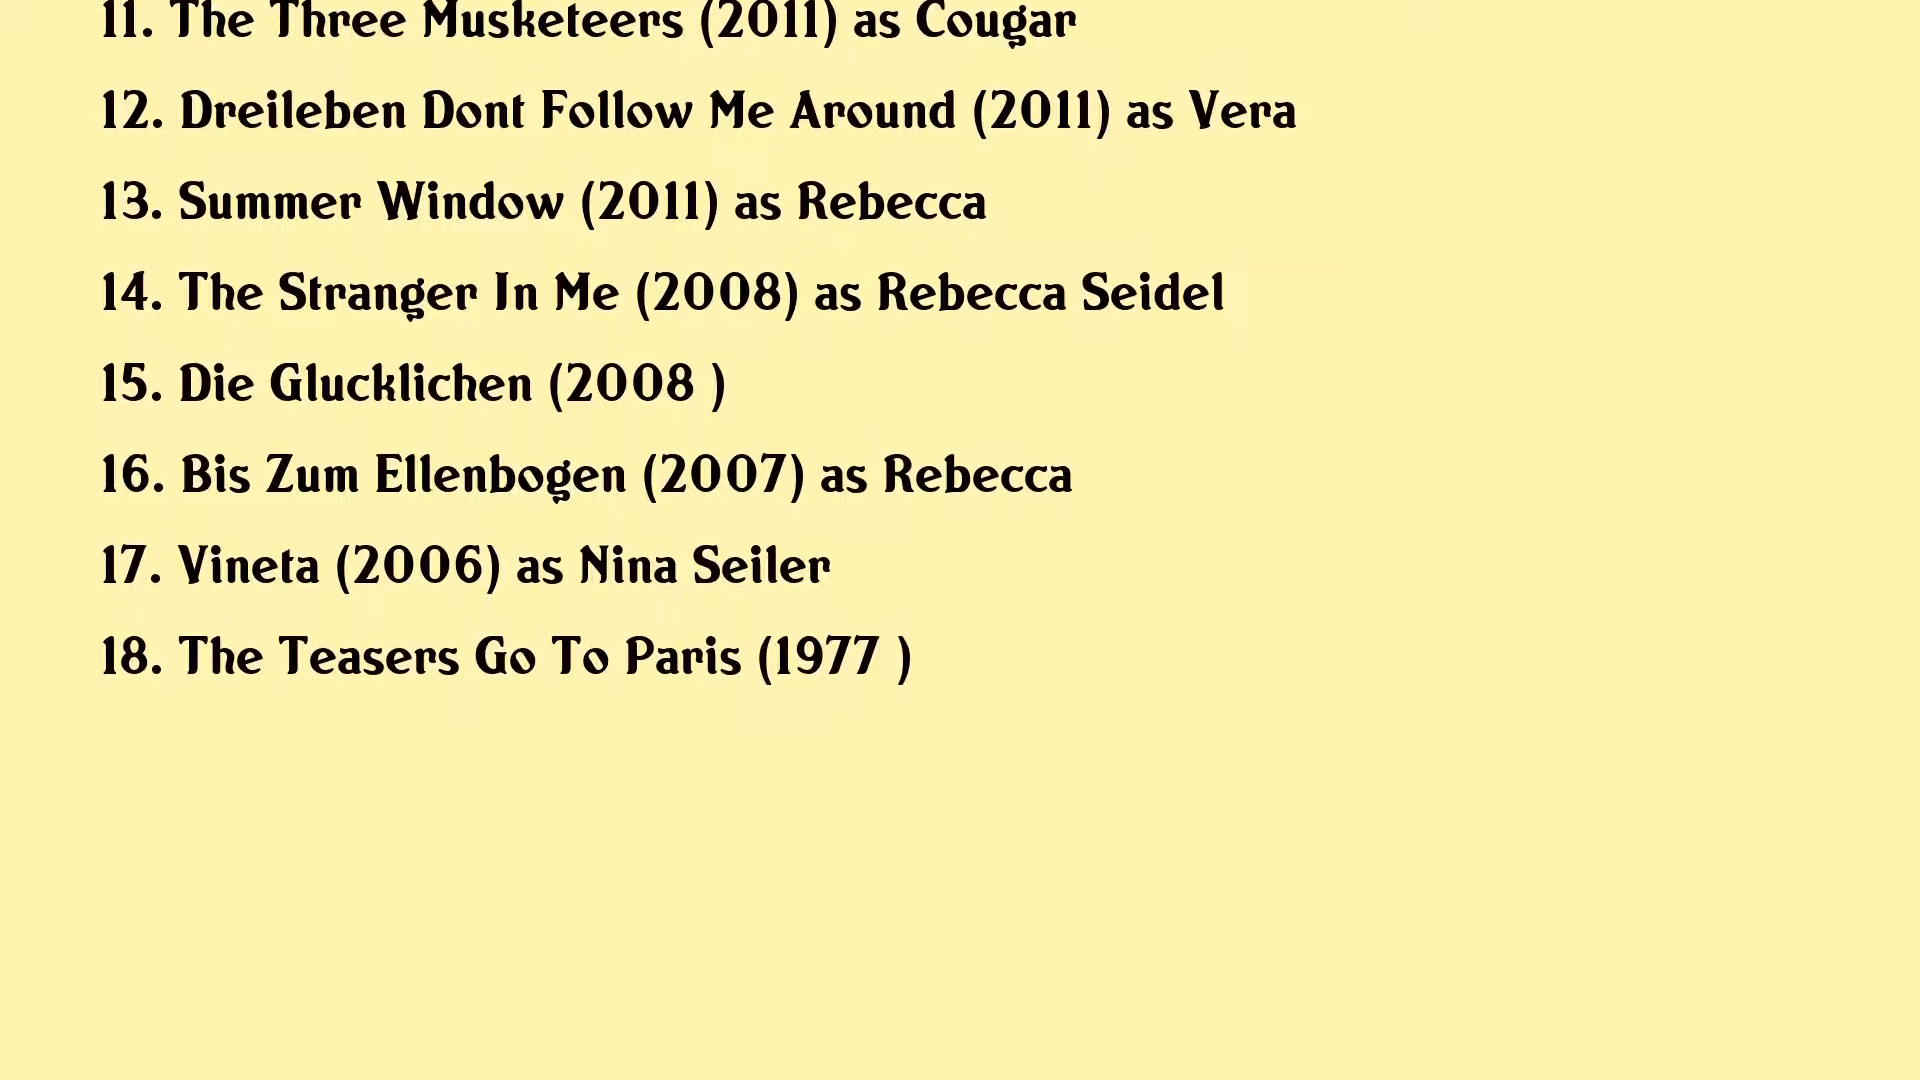 11. The Three Musketeers (2011) as Cougar
12. Dreileben Dont Follow Me Around (2011) as Vera
13. Summer Window (2011) as Rebecca
14. The Stranger In Me (2008) as Rebecca Seidel
15. Die Glucklichen (2008 )
16. Bis Zum Ellenbogen (2007) as Rebecca
17. Vineta (2006) as Nina Seiler
18. The Teasers Go To Paris (1977 )